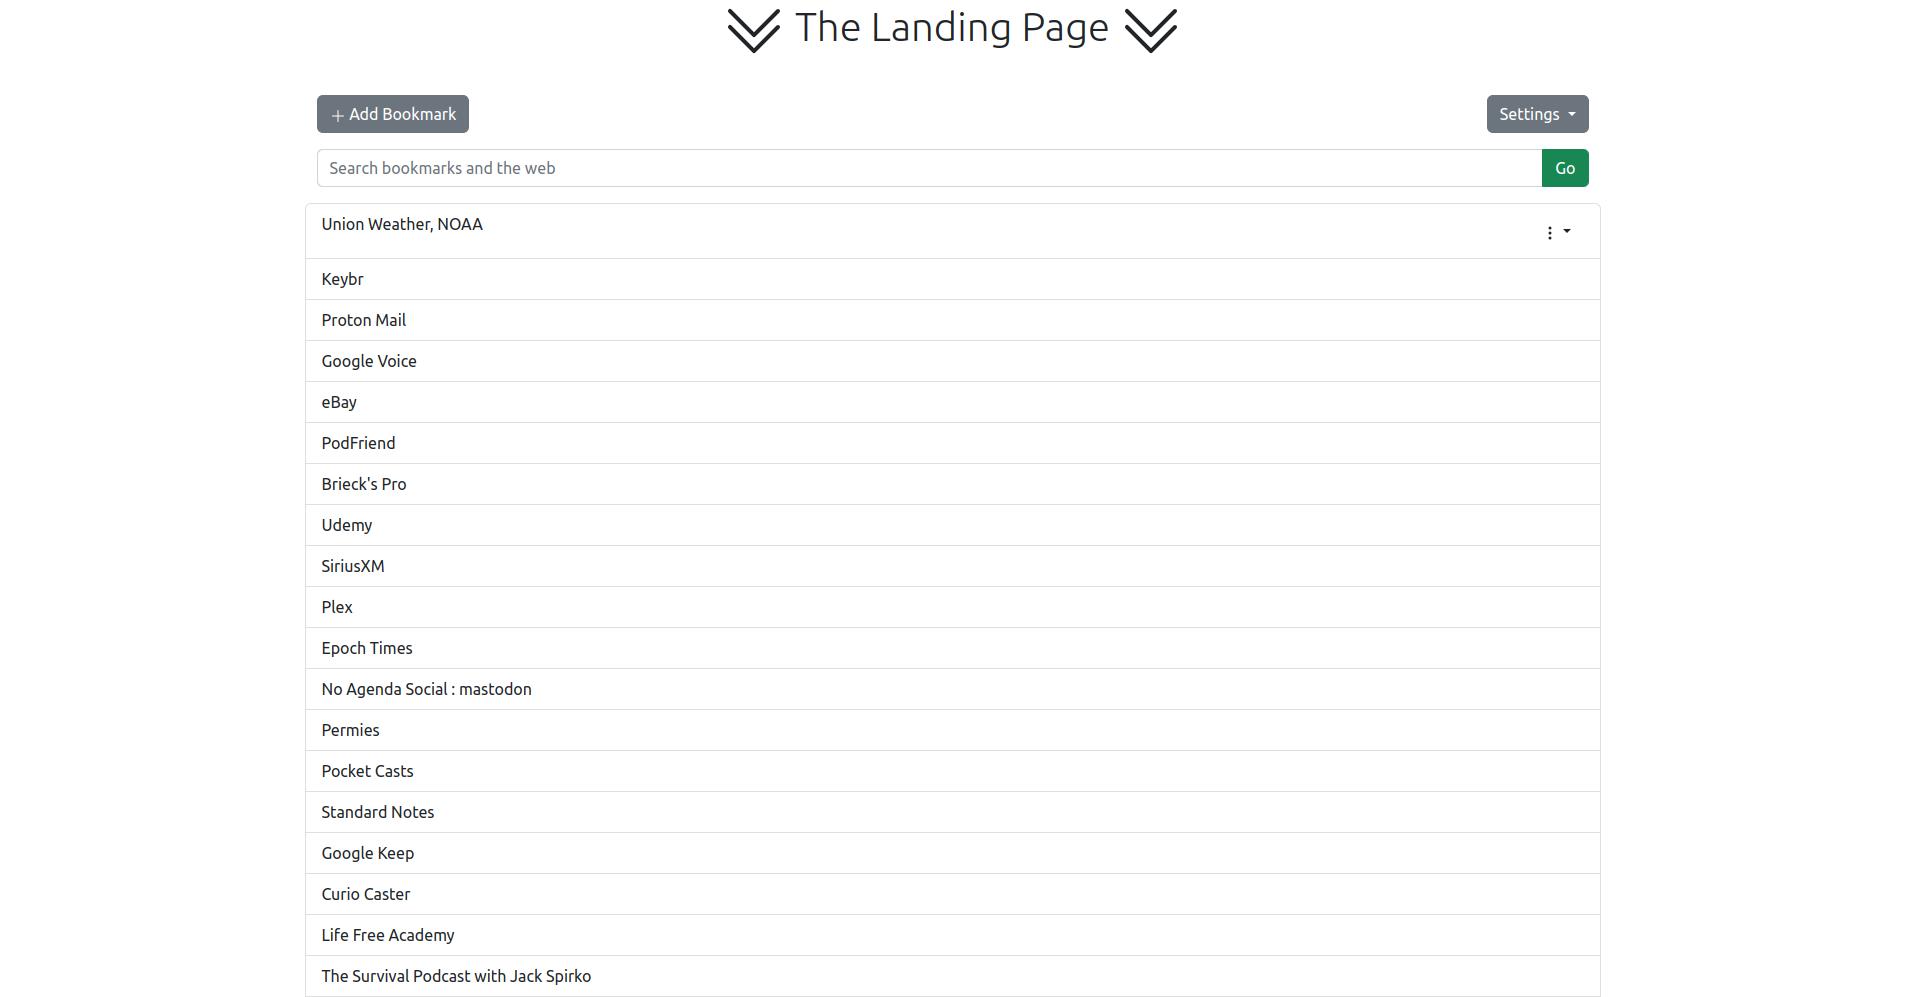 The Landing Page
+ Add Bookmark
Settings
Search bookmarks and the web
Go
Union Weather, NOAA
Keybr
Proton Mail
Google Voice
eBay
PodFriend
Brieck's Pro
Udemy
SiriusXM
Plex
Epoch Times
No Agenda Social : mastodon
Permies
Pocket Casts
Standard Notes
Google Keep
Curio Caster
Life Free Academy
The Survival Podcast with Jack Spirko